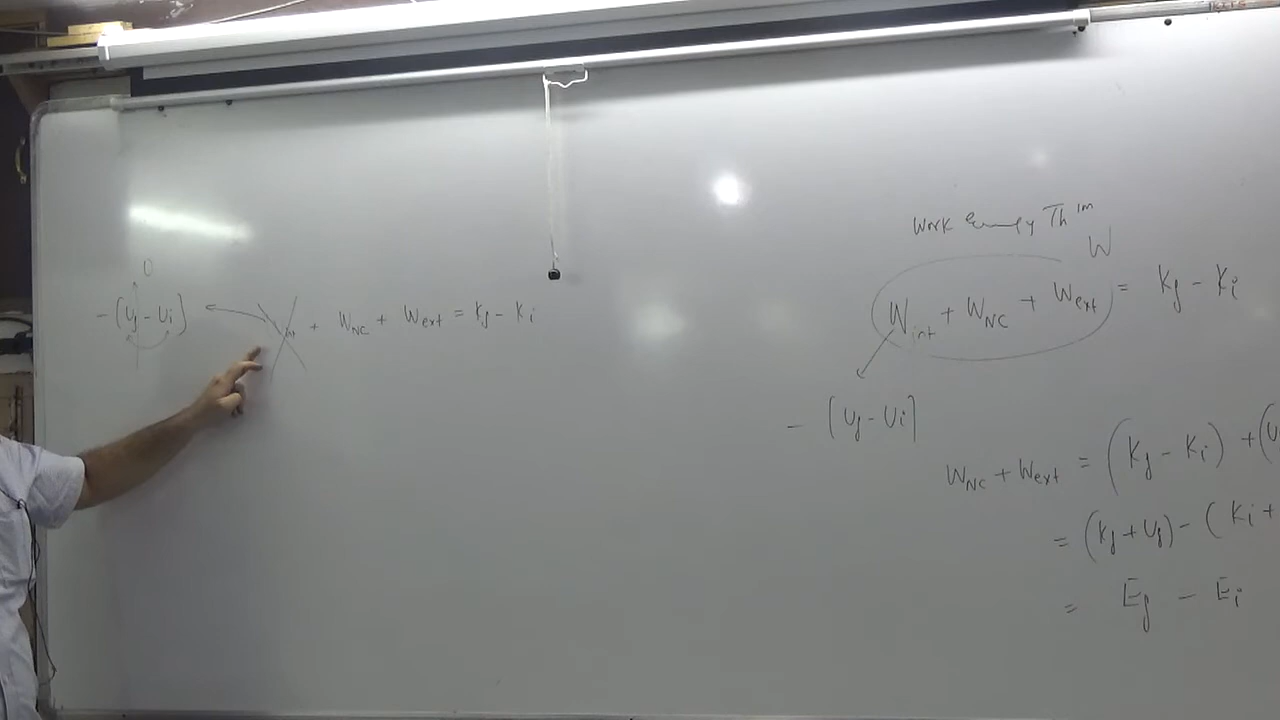 0
- (Uf - Ui) + WNC + Wext = Kf - Ki
Work Energy Thm
W
Wint + WNC + Wext = Kf - Ki
- (Uf - Ui)
WNC + Wext = (Kf - Ki) + (U
= (Kf + Uf) - (Ki +
= Ef - Ei